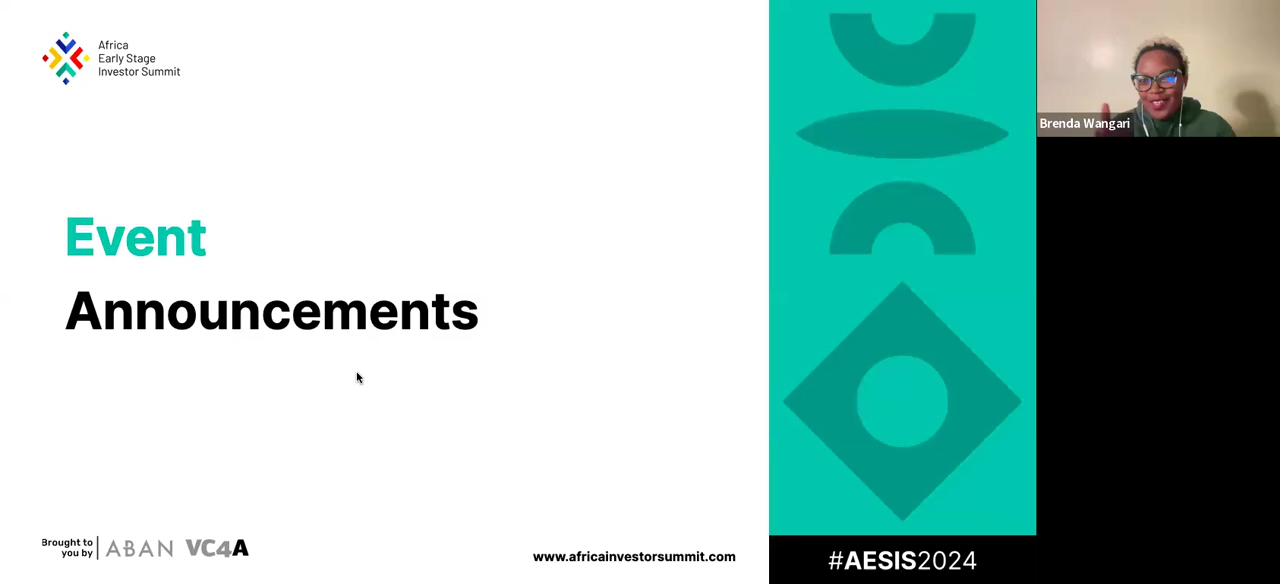 Africa
Early Stage
Investor Summit
Brenda Wangari
Event
Announcements
Brought to
you by
ABAN VC4A
www.africainvestorsummit.com
#AESIS2024